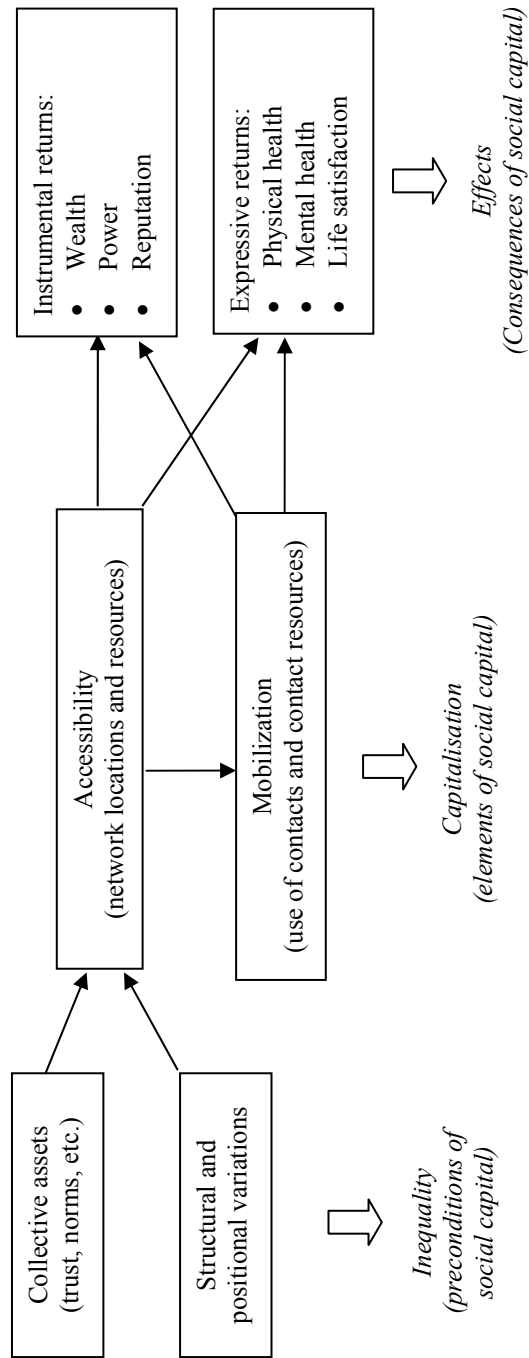 Collective assets
(trust, norms, etc.)
Structural and
positional variations
Inequality
(preconditions of
social capital)
Accessibility
(network locations and resources)
Mobilization
(use of contacts and contact resources)
Capitalisation
(elements of social capital)
Instrumental returns:
• Wealth
• Power
• Reputation
Expressive returns:
• Physical health
• Mental health
• Life satisfaction
Effects
(Consequences of social capital)